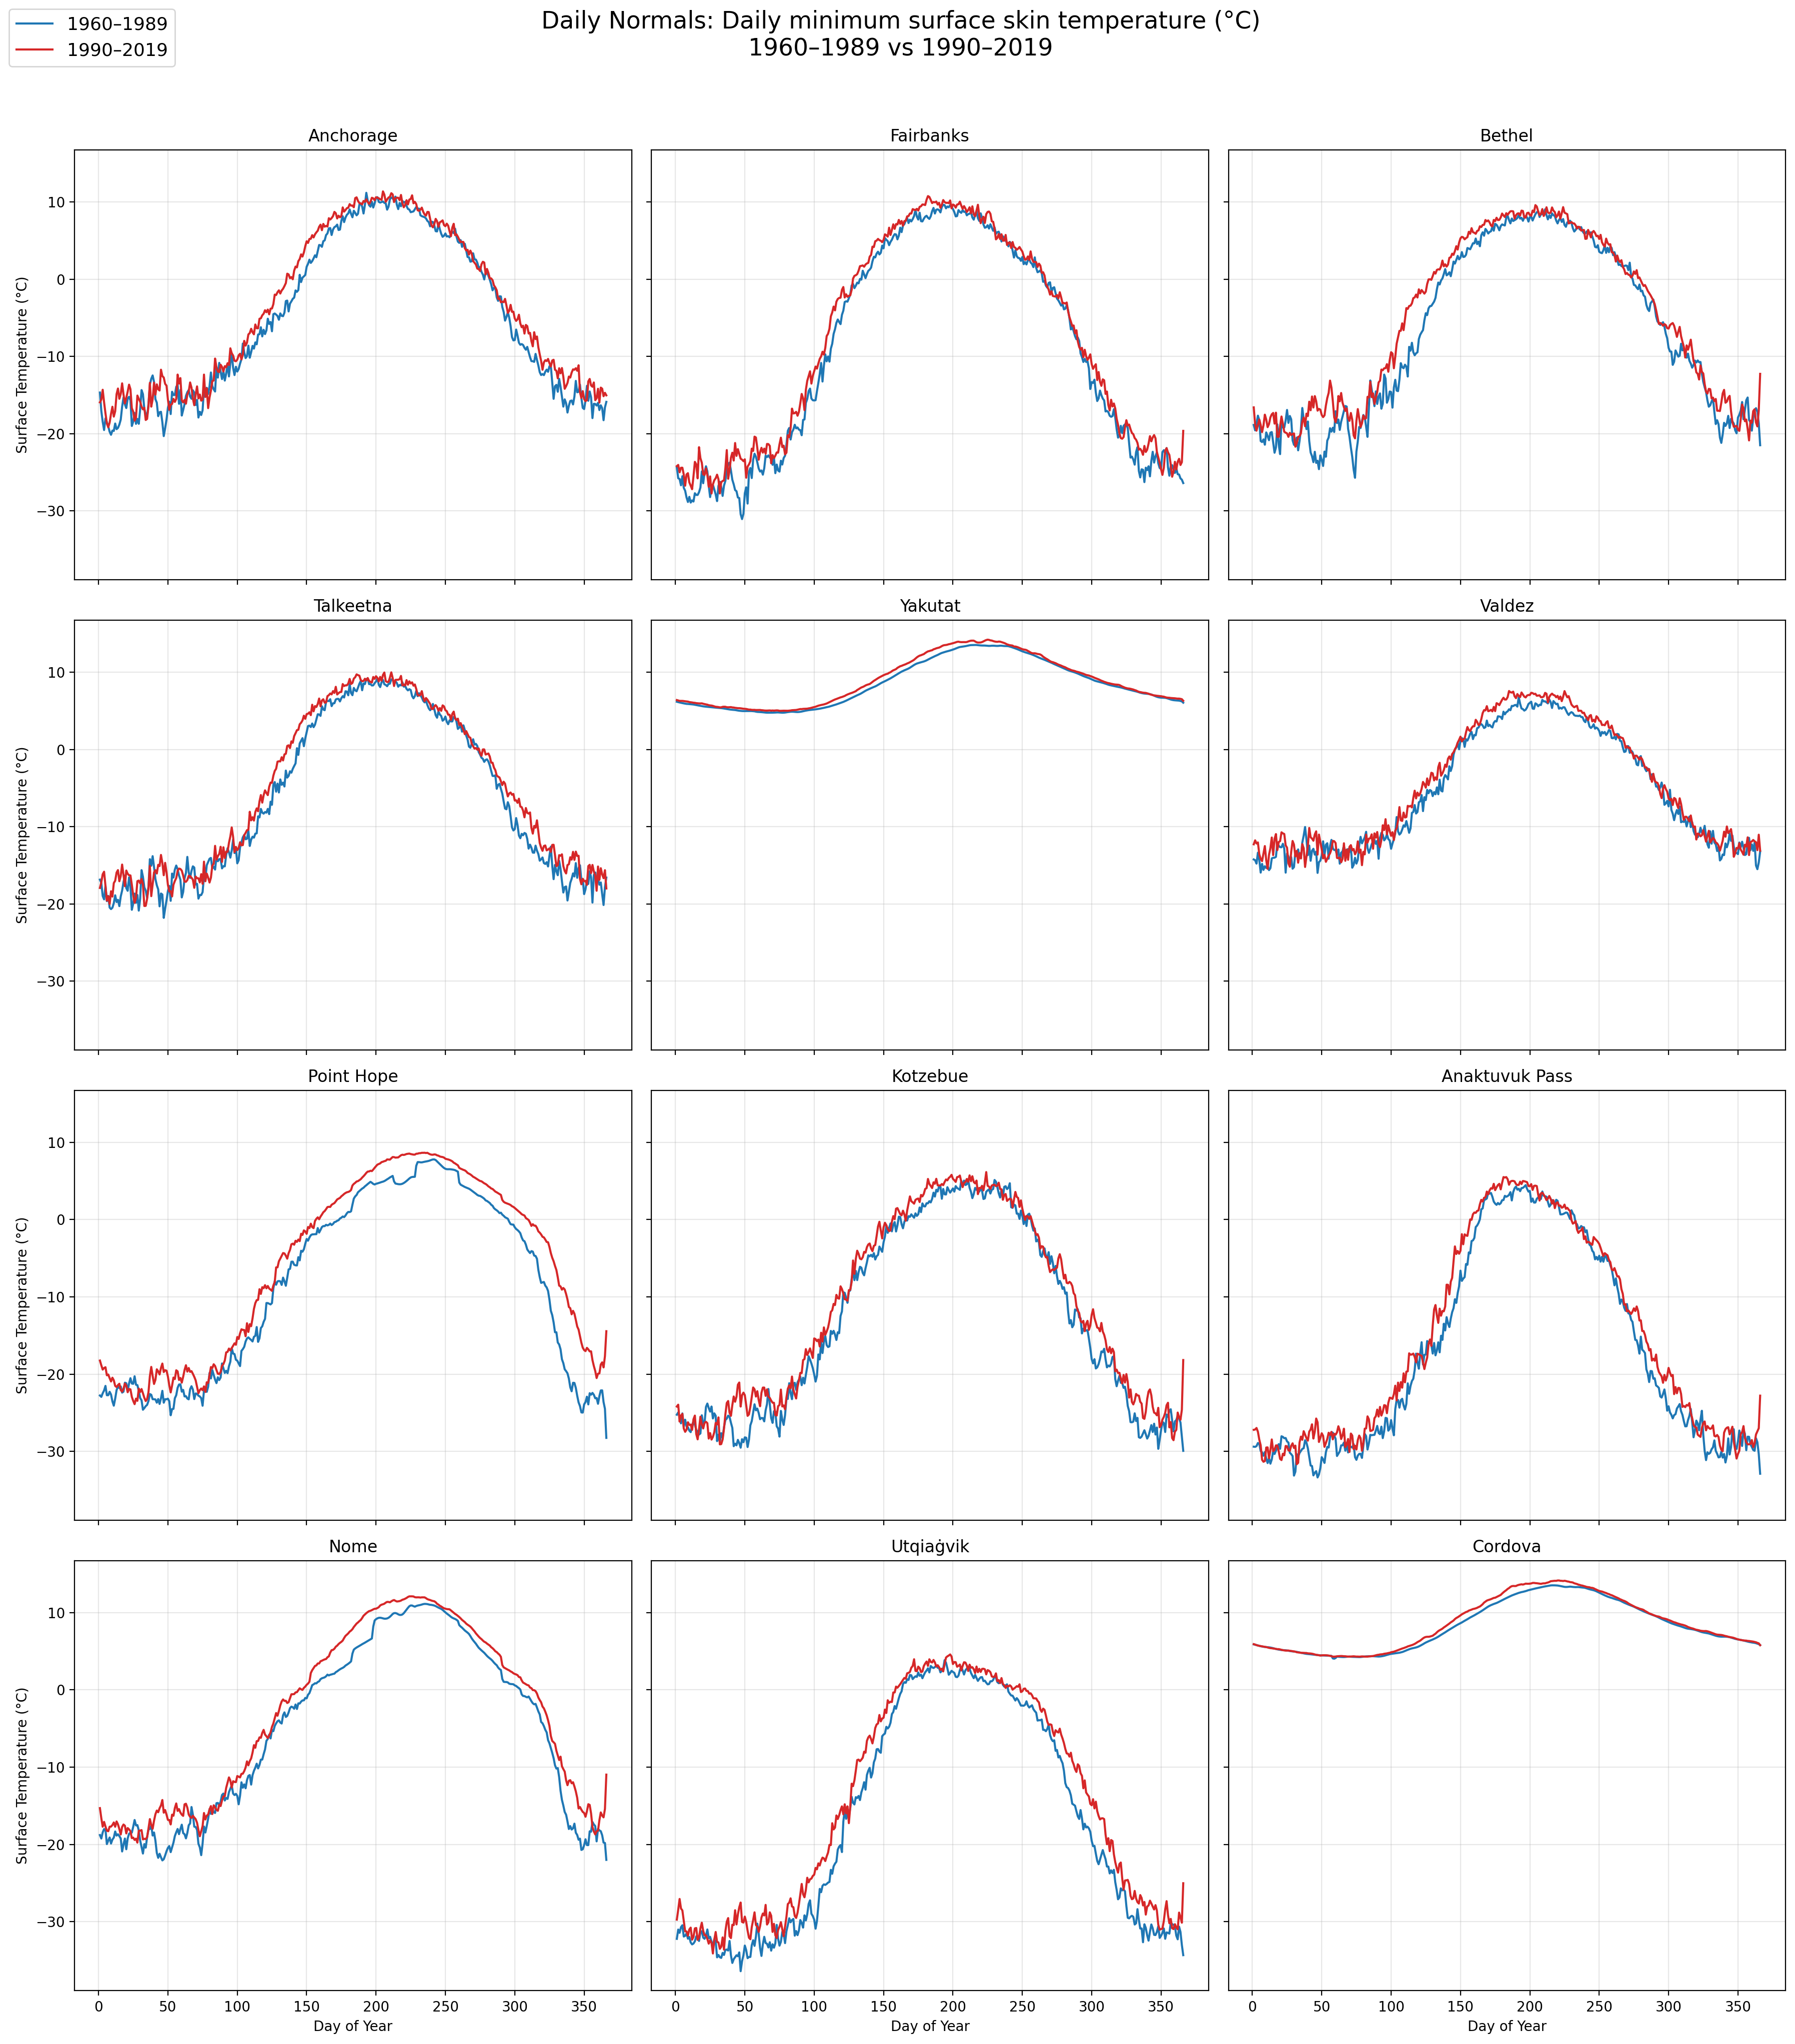 Daily Normals: Daily minimum surface skin temperature (°C)
1960–1989 vs 1990–2019
1960–1989
1990–2019
Anchorage
Fairbanks
Bethel
Surface Temperature (°C)
10
0
−10
−20
−30
Talkeetna
Yakutat
Valdez
Surface Temperature (°C)
10
0
−10
−20
−30
Point Hope
Kotzebue
Anaktuvuk Pass
Surface Temperature (°C)
10
0
−10
−20
−30
Nome
Utqiaġvik
Cordova
Surface Temperature (°C)
10
0
−10
−20
−30
0 50 100 150 200 250 300 350
0 50 100 150 200 250 300 350
0 50 100 150 200 250 300 350
Day of Year
Day of Year
Day of Year